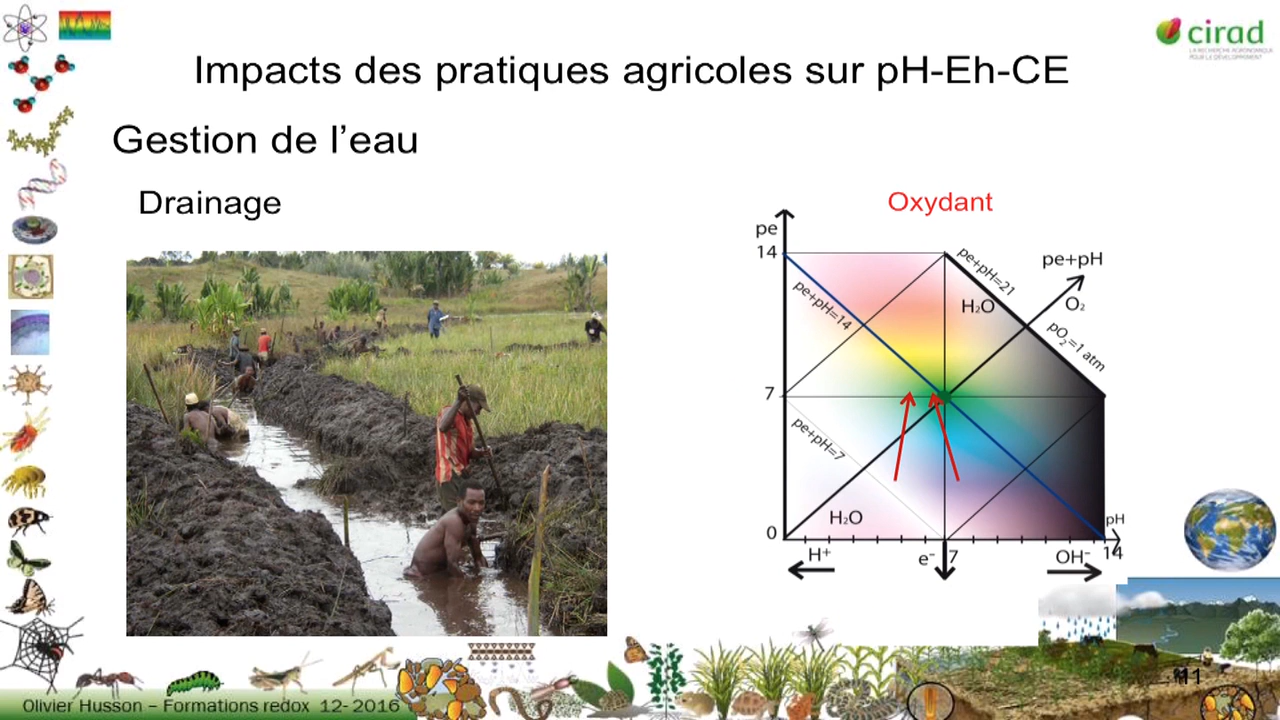 cirad
LA RECHERCHE AGRONOMIQUE
POUR LE DÉVELOPPEMENT
Impacts des pratiques agricoles sur pH-Eh-CE
Gestion de l’eau
Drainage
Oxydant
pe
14
pe+pH=21
pe+pH
H₂O
O₂
pe+pH=14
pO₂=1 atm
7
pe+pH=7
H₂O
0
pH
H⁺
e⁻
7
OH⁻
14
Olivier Husson – Formations redox 12- 2016